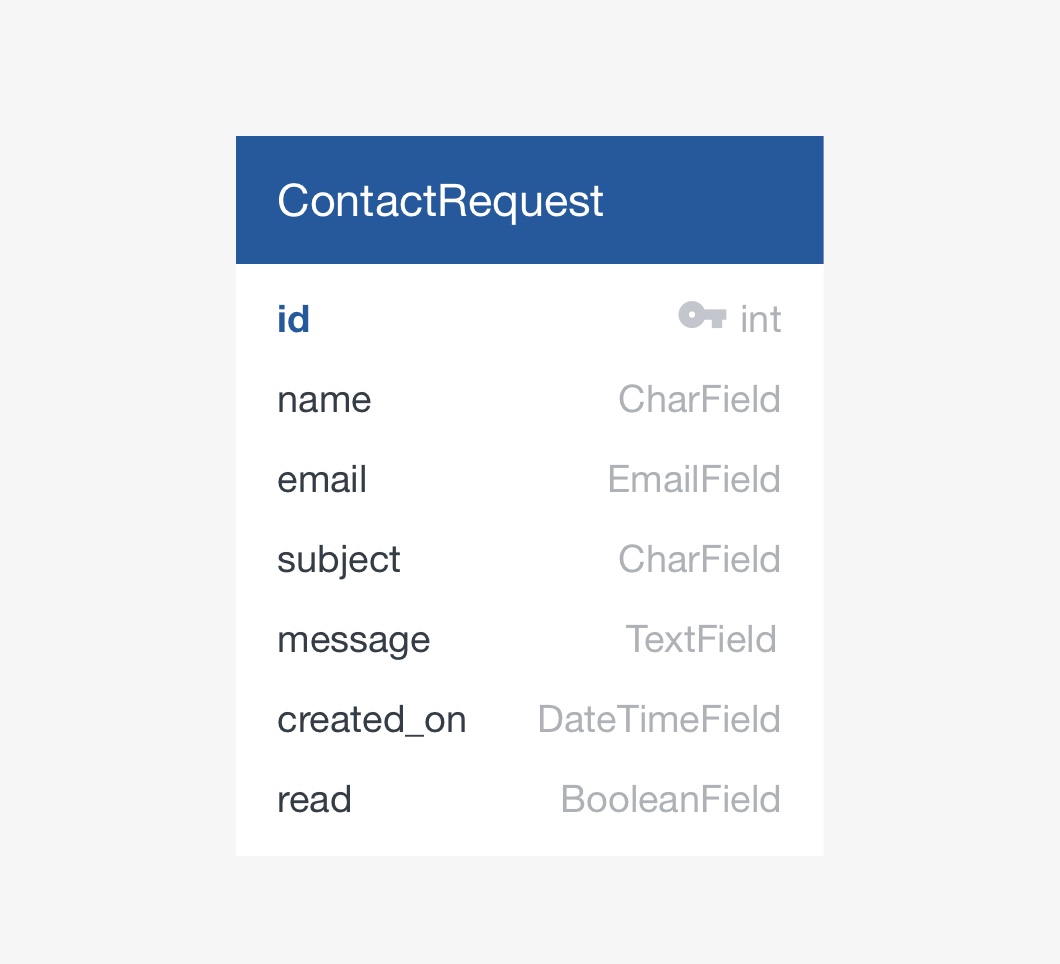 ContactRequest
id int
name CharField
email EmailField
subject CharField
message TextField
created_on DateTimeField
read BooleanField